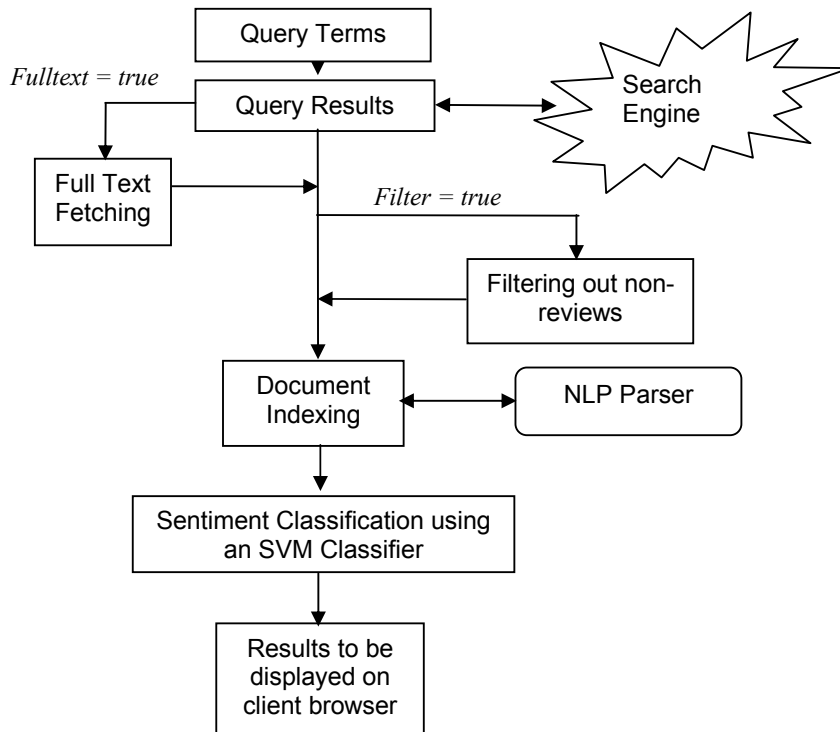 Query Terms
Fulltext = true
Query Results
Search
Engine
Full Text
Fetching
Filter = true
Filtering out non-
reviews
Document
Indexing
NLP Parser
Sentiment Classification using
an SVM Classifier
Results to be
displayed on
client browser